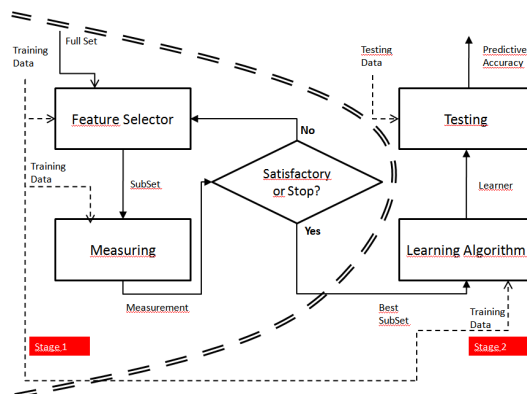 Full Set
Training
Data
Feature Selector
Training
Data
SubSet
Measuring
Measurement
No
Satisfactory
or Stop?
Yes
Testing
Data
Predictive
Accuracy
Testing
Learner
Learning Algorithm
Best
SubSet
Training
Data
Stage 1
Stage 2